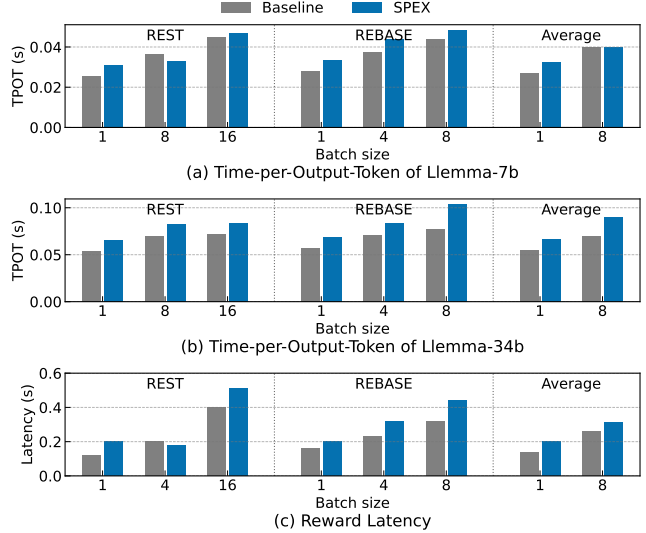 Baseline SPEX
REST REBASE Average
TPOT (s)
0.04
0.02
0.00
1 8 16 1 4 8 1 8
Batch size
(a) Time-per-Output-Token of Llemma-7b
REST REBASE Average
TPOT (s)
0.10
0.05
0.00
1 8 16 1 4 8 1 8
Batch size
(b) Time-per-Output-Token of Llemma-34b
REST REBASE Average
Latency (s)
0.6
0.4
0.2
0.0
1 4 16 1 4 8 1 8
Batch size
(c) Reward Latency